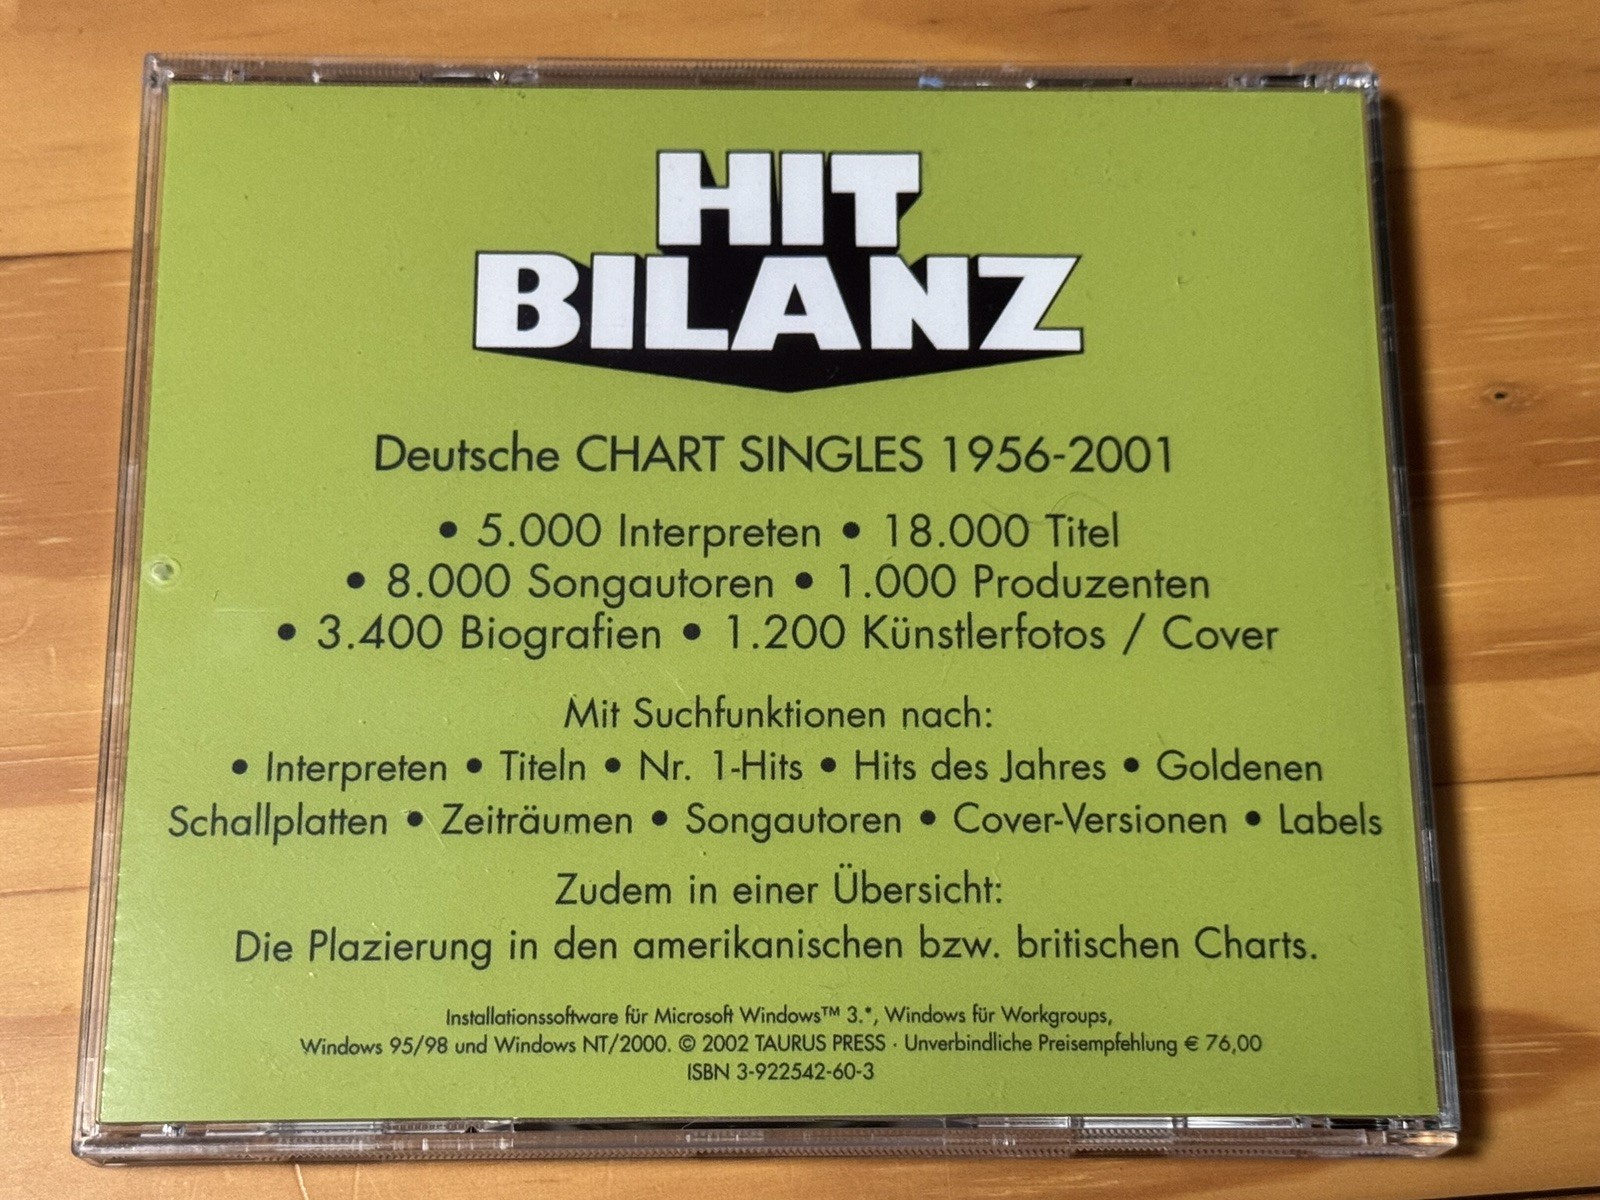 HIT
BILANZ
Deutsche CHART SINGLES 1956-2001
• 5.000 Interpreten • 18.000 Titel
• 8.000 Songautoren • 1.000 Produzenten
• 3.400 Biografien • 1.200 Künstlerfotos / Cover
Mit Suchfunktionen nach:
• Interpreten • Titeln • Nr. 1-Hits • Hits des Jahres • Goldenen
Schallplatten • Zeiträumen • Songautoren • Cover-Versionen • Labels
Zudem in einer Übersicht:
Die Plazierung in den amerikanischen bzw. britischen Charts.
Installationssoftware für Microsoft Windows™ 3.*, Windows für Workgroups,
Windows 95/98 und Windows NT/2000. © 2002 TAURUS PRESS · Unverbindliche Preisempfehlung € 76,00
ISBN 3-922542-60-3